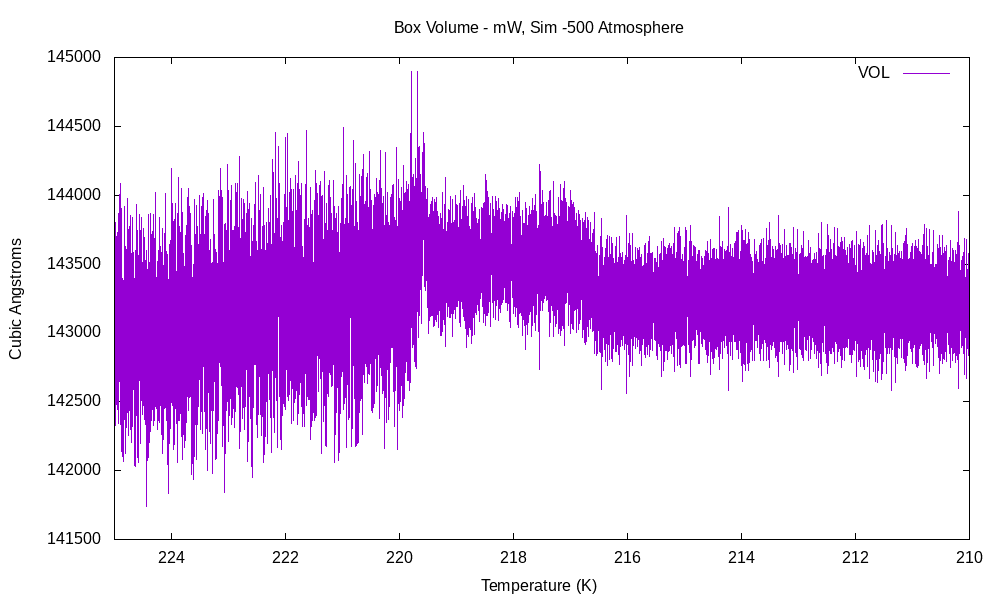 Box Volume - mW, Sim -500 Atmosphere
VOL
145000
144500
144000
143500
143000
142500
142000
141500
Cubic Angstroms
224 222 220 218 216 214 212 210
Temperature (K)